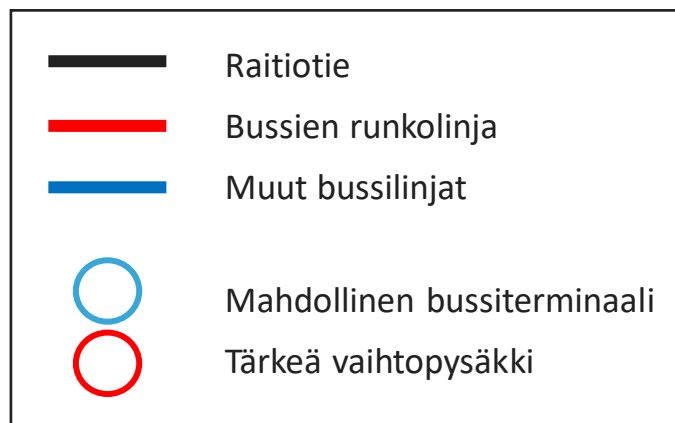 Raitiotie
Bussien runkolinja
Muut bussilinjat
Mahdollinen bussiterminaali
Tärkeä vaihtopysäkki